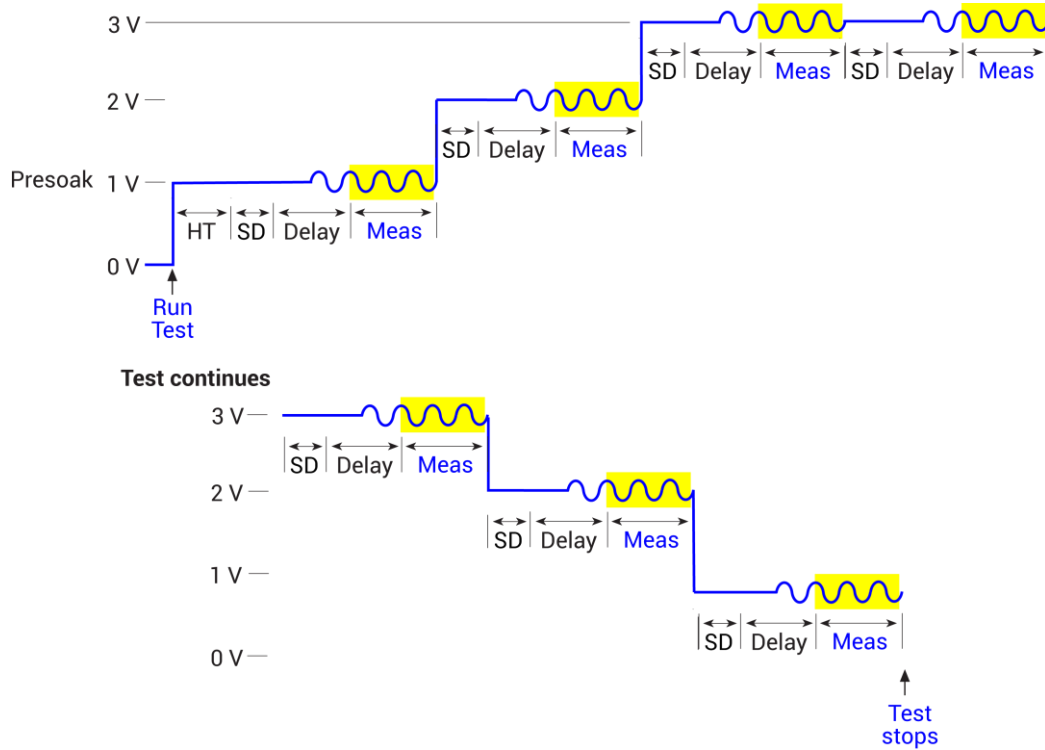 3 V
SD Delay Meas SD Delay Meas
2 V
SD Delay Meas
Presoak 1 V
HT SD Delay Meas
0 V
Run
Test
Test continues
3 V
SD Delay Meas
2 V
SD Delay Meas
1 V
SD Delay Meas
0 V
Test
stops